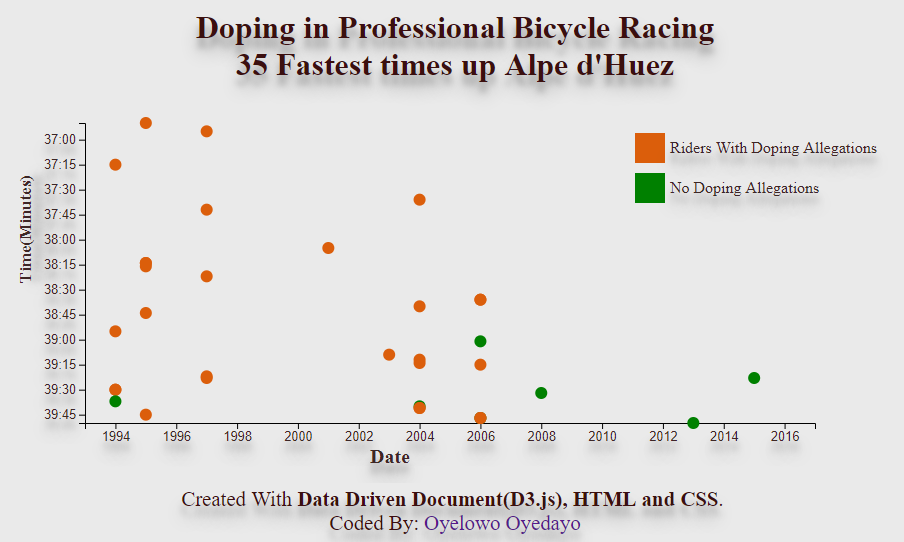 Doping in Professional Bicycle Racing
35 Fastest times up Alpe d'Huez
Riders With Doping Allegations
No Doping Allegations
Time(Minutes)
37:00
37:15
37:30
37:45
38:00
38:15
38:30
38:45
39:00
39:15
39:30
39:45
1994 1996 1998 2000 2002 2004 2006 2008 2010 2012 2014 2016
Date
Created With Data Driven Document(D3.js), HTML and CSS.
Coded By: Oyelowo Oyedayo